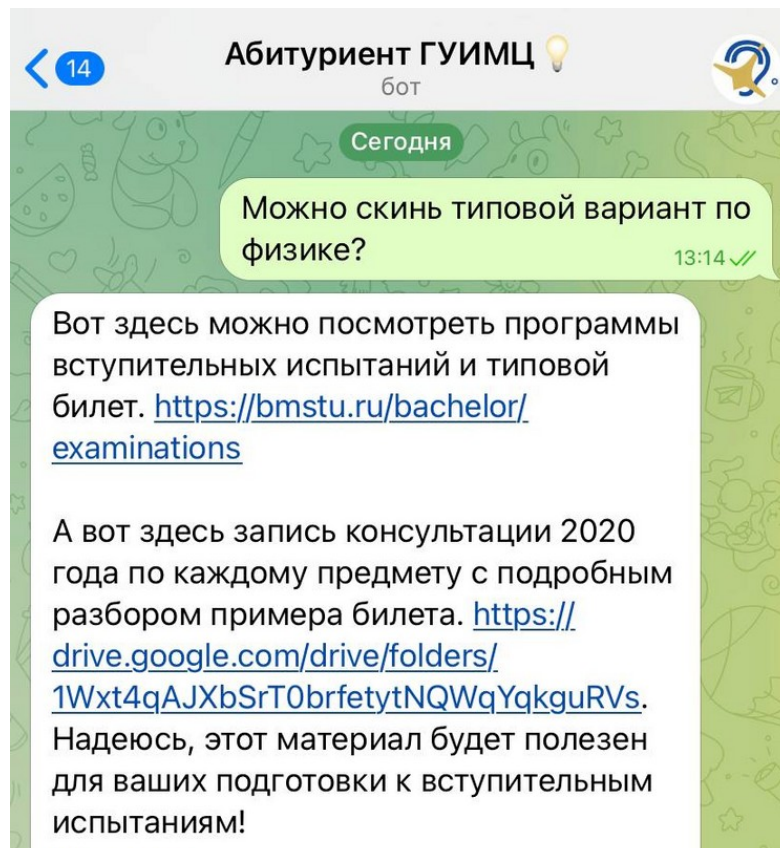 14
Абитуриент ГУИМЦ
бот
Сегодня
Можно скинь типовой вариант по
физике?
13:14
Вот здесь можно посмотреть программы
вступительных испытаний и типовой
билет. https://bmstu.ru/bachelor/
examinations
А вот здесь запись консультации 2020
года по каждому предмету с подробным
разбором примера билета. https://
drive.google.com/drive/folders/
1Wxt4qAJXbSrT0brfetytNQWqYqkguRVs.
Надеюсь, этот материал будет полезен
для ваших подготовки к вступительным
испытаниям!